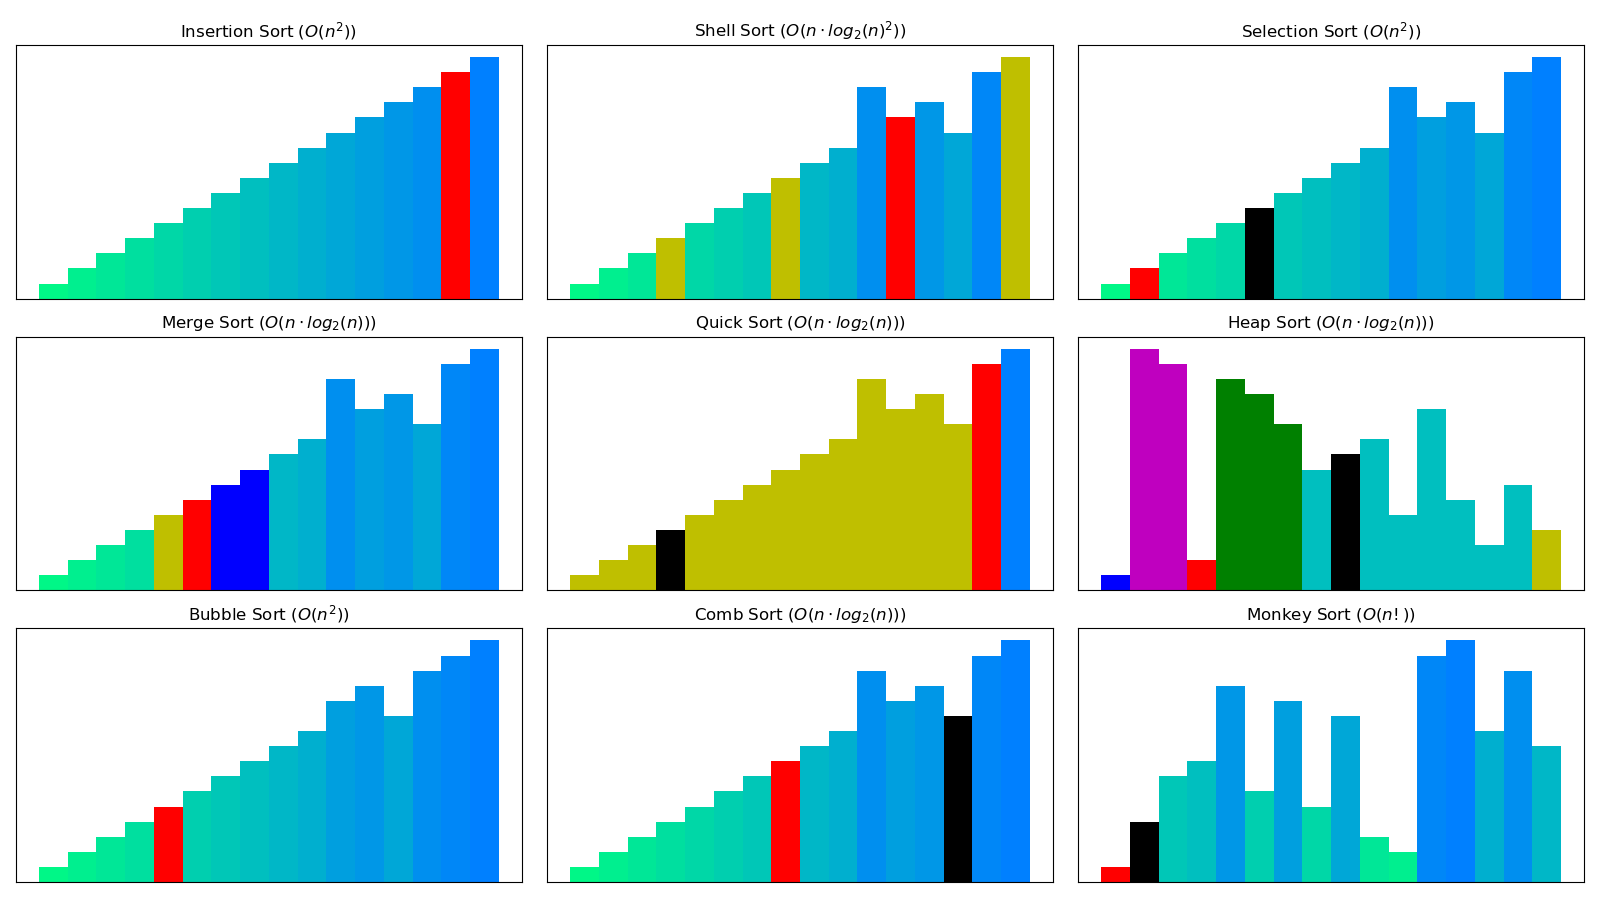 Insertion Sort (O(n²))
Shell Sort (O(n · log₂(n)²))
Selection Sort (O(n²))
Merge Sort (O(n · log₂(n)))
Quick Sort (O(n · log₂(n)))
Heap Sort (O(n · log₂(n)))
Bubble Sort (O(n²))
Comb Sort (O(n · log₂(n)))
Monkey Sort (O(n!))